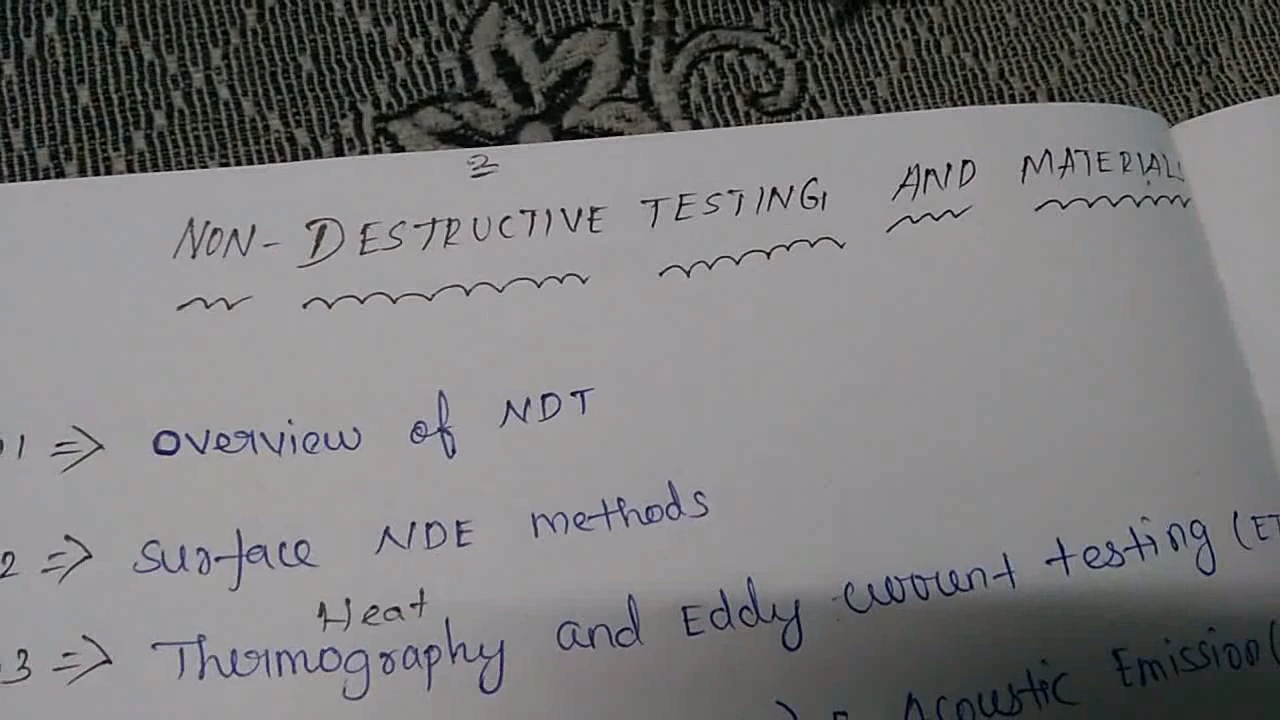 2
NON-DESTRUCTIVE TESTING AND MATERIALS
1 => Overview of NDT
2 => Surface NDE methods
Heat
3 => Thermography and Eddy current testing (ET
Acoustic Emission (